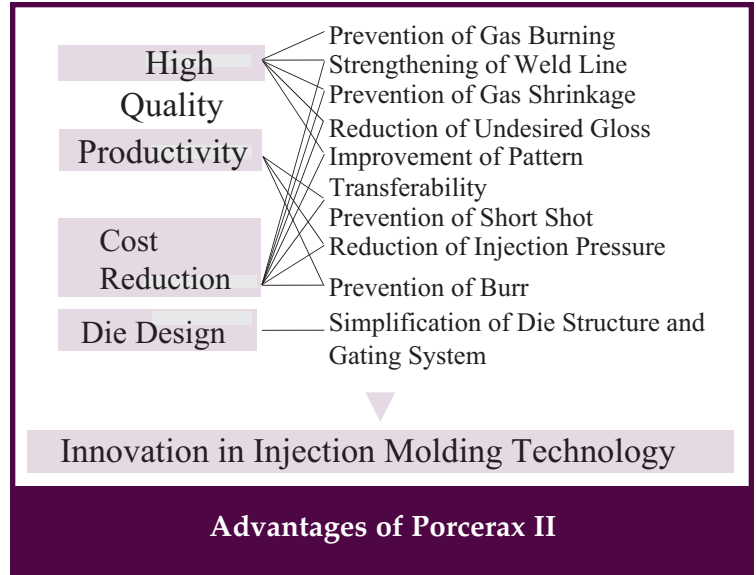 High
Quality
Productivity
Cost
Reduction
Die Design
Prevention of Gas Burning
Strengthening of Weld Line
Prevention of Gas Shrinkage
Reduction of Undesired Gloss
Improvement of Pattern
Transferability
Prevention of Short Shot
Reduction of Injection Pressure
Prevention of Burr
Simplification of Die Structure and
Gating System
Innovation in Injection Molding Technology
Advantages of Porcerax II